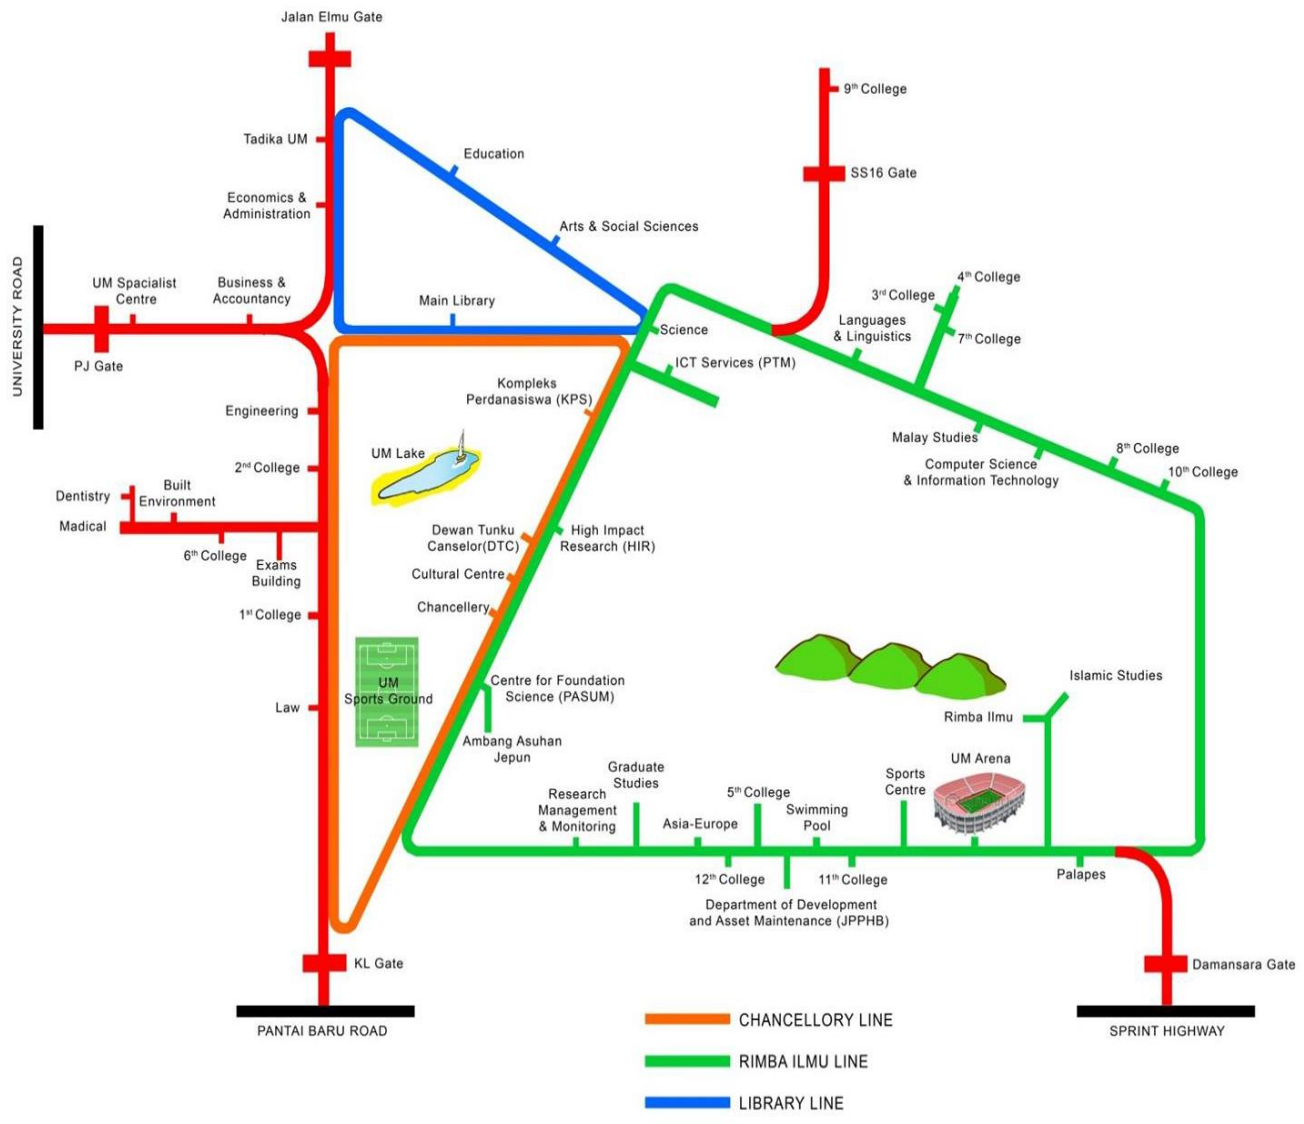 Jalan Elmu Gate
9th College
Tadika UM
Education
SS16 Gate
Economics &
Administration
Arts & Social Sciences
UNIVERSITY ROAD
UM Spacialist
Centre
Business &
Accountancy
Main Library
4th College
3rd College
Languages
& Linguistics
7th College
Science
PJ Gate
ICT Services (PTM)
Kompleks
Perdanasiswa (KPS)
Engineering
UM Lake
Malay Studies
8th College
Computer Science
& Information Technology
10th College
2nd College
Dentistry
Built
Environment
Madical
6th College
Exams
Building
Dewan Tunku
Canselor(DTC)
High Impact
Research (HIR)
Cultural Centre
Chancellery
1st College
UM
Sports Ground
Centre for Foundation
Science (PASUM)
Islamic Studies
Law
Rimba Ilmu
Ambang Asuhan
Jepun
Graduate
Studies
UM Arena
Sports
Centre
Research
Management
& Monitoring
5th College
Asia-Europe
Swimming
Pool
12th College
11th College
Palapes
Department of Development
and Asset Maintenance (JPPHB)
KL Gate
Damansara Gate
PANTAI BARU ROAD
SPRINT HIGHWAY
CHANCELLORY LINE
RIMBA ILMU LINE
LIBRARY LINE